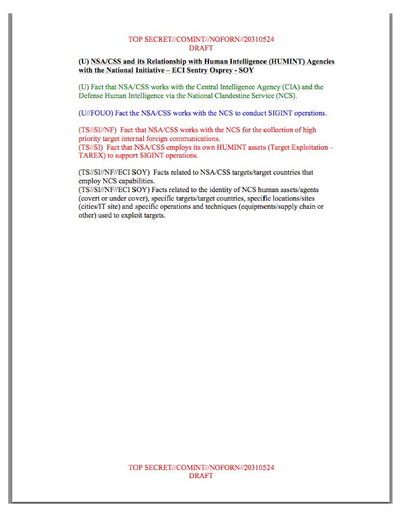 TOP SECRET//COMINT//NOFORN//20310524
DRAFT
(U) NSA/CSS and its Relationship with Human Intelligence (HUMINT) Agencies
with the National Initiative – ECI Sentry Osprey - SOY
(U) Fact that NSA/CSS works with the Central Intelligence Agency (CIA) and the
Defense Human Intelligence via the National Clandestine Service (NCS).
(U//FOUO) Fact the NSA/CSS works with the NCS to conduct SIGINT operations.
(TS//SI//NF) Fact that NSA/CSS works with the NCS for the collection of high
priority target internal foreign communications.
(TS//SI) Fact that NSA/CSS employs its own HUMINT assets (Target Exploitation –
TAREX) to support SIGINT operations.
(TS//SI//NF//ECI SOY) Facts related to NSA/CSS targets/target countries that
employ NCS capabilities.
(TS//SI//NF//ECI SOY) Facts related to the identity of NCS human assets/agents
(covert or under cover), specific targets/target countries, specific locations/sites
(cities/IT site) and specific operations and techniques (equipments/supply chain or
other) used to exploit targets.
TOP SECRET//COMINT//NOFORN//20310524
DRAFT